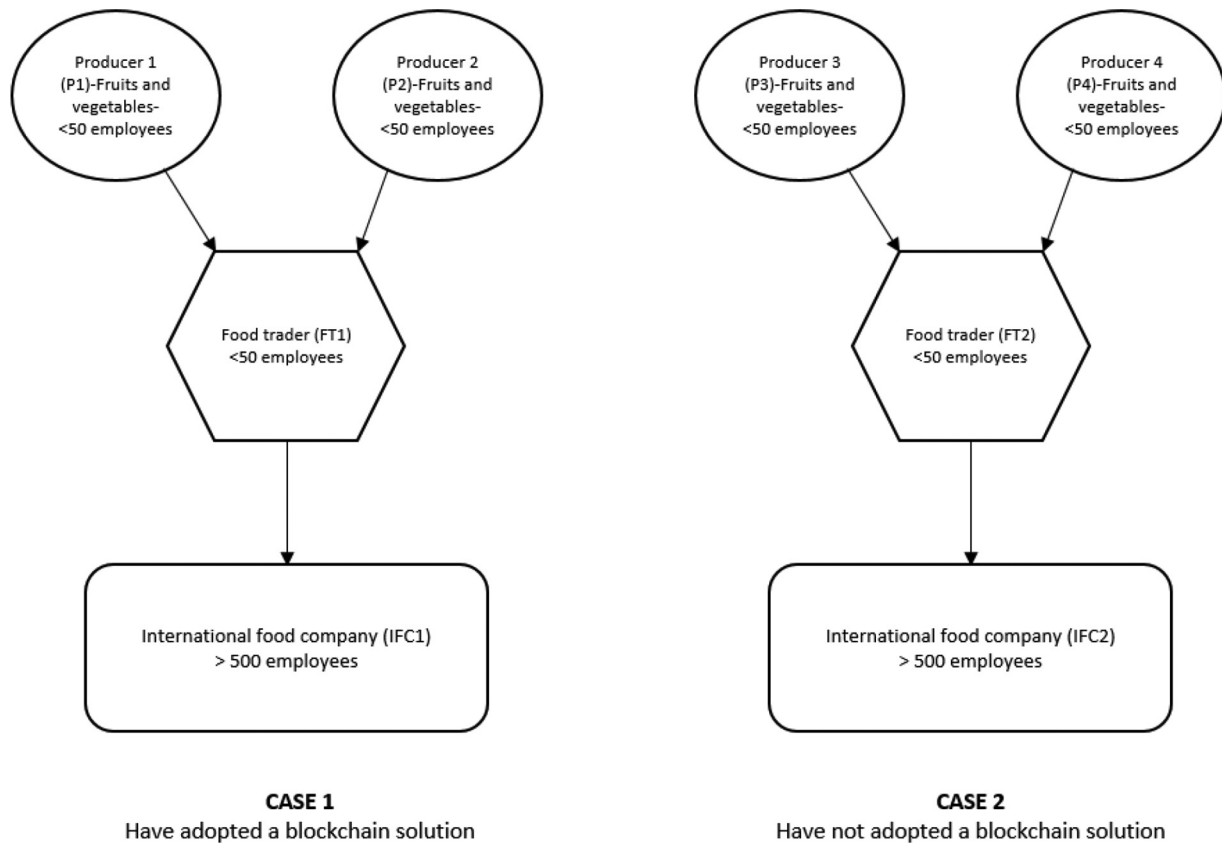 Producer 1
(P1)-Fruits and
vegetables-
<50 employees
Producer 2
(P2)-Fruits and
vegetables-
<50 employees
Producer 3
(P3)-Fruits and
vegetables-
<50 employees
Producer 4
(P4)-Fruits and
vegetables-
<50 employees
Food trader (FT1)
<50 employees
Food trader (FT2)
<50 employees
International food company (IFC1)
> 500 employees
International food company (IFC2)
> 500 employees
CASE 1
Have adopted a blockchain solution
CASE 2
Have not adopted a blockchain solution